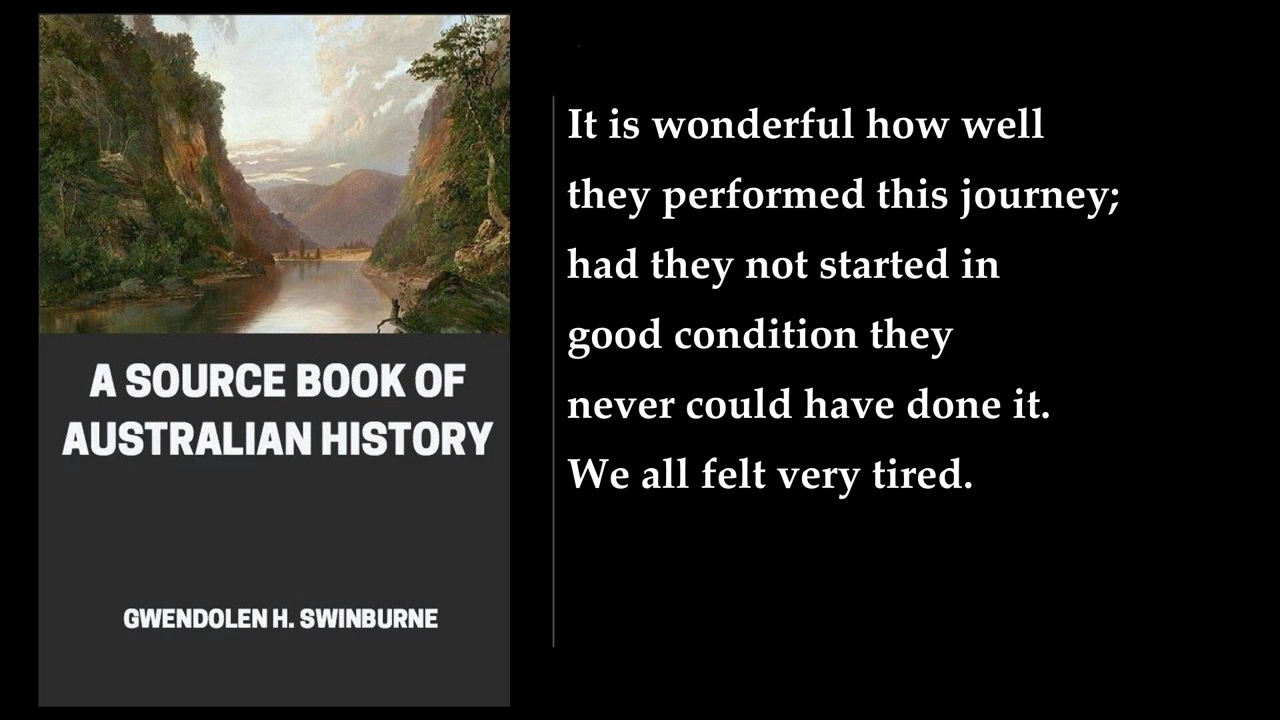 A SOURCE BOOK OF
AUSTRALIAN HISTORY
GWENDOLEN H. SWINBURNE
It is wonderful how well
they performed this journey;
had they not started in
good condition they
never could have done it.
We all felt very tired.